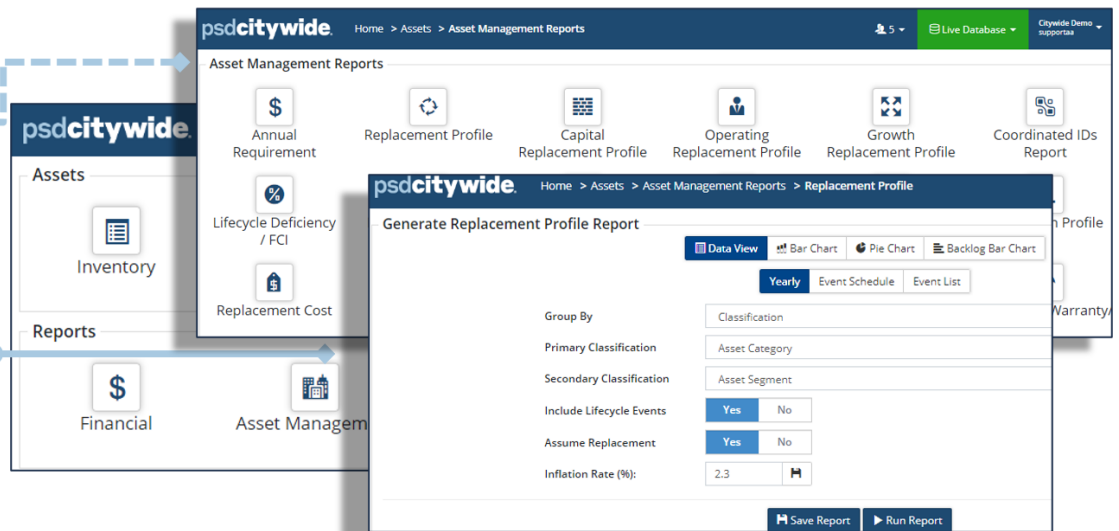 psdcitywide. Home > Assets > Asset Management Reports 5 Live Database Citywide Demo
supportaa
Asset Management Reports
$
Annual
Requirement
Replacement Profile
Capital
Replacement Profile
Operating
Replacement Profile
Growth
Replacement Profile
Coordinated IDs
Report
Lifecycle Deficiency
/ FCI
Profile
$
Replacement Cost
Warranty/
psdcitywide.
Assets
Inventory
Reports
$
Financial
Asset Managem
psdcitywide. Home > Assets > Asset Management Reports > Replacement Profile
Generate Replacement Profile Report
Data View Bar Chart Pie Chart Backlog Bar Chart
Yearly Event Schedule Event List
Group By Classification
Primary Classification Asset Category
Secondary Classification Asset Segment
Include Lifecycle Events Yes No
Assume Replacement Yes No
Inflation Rate (%): 2.3
Save Report Run Report